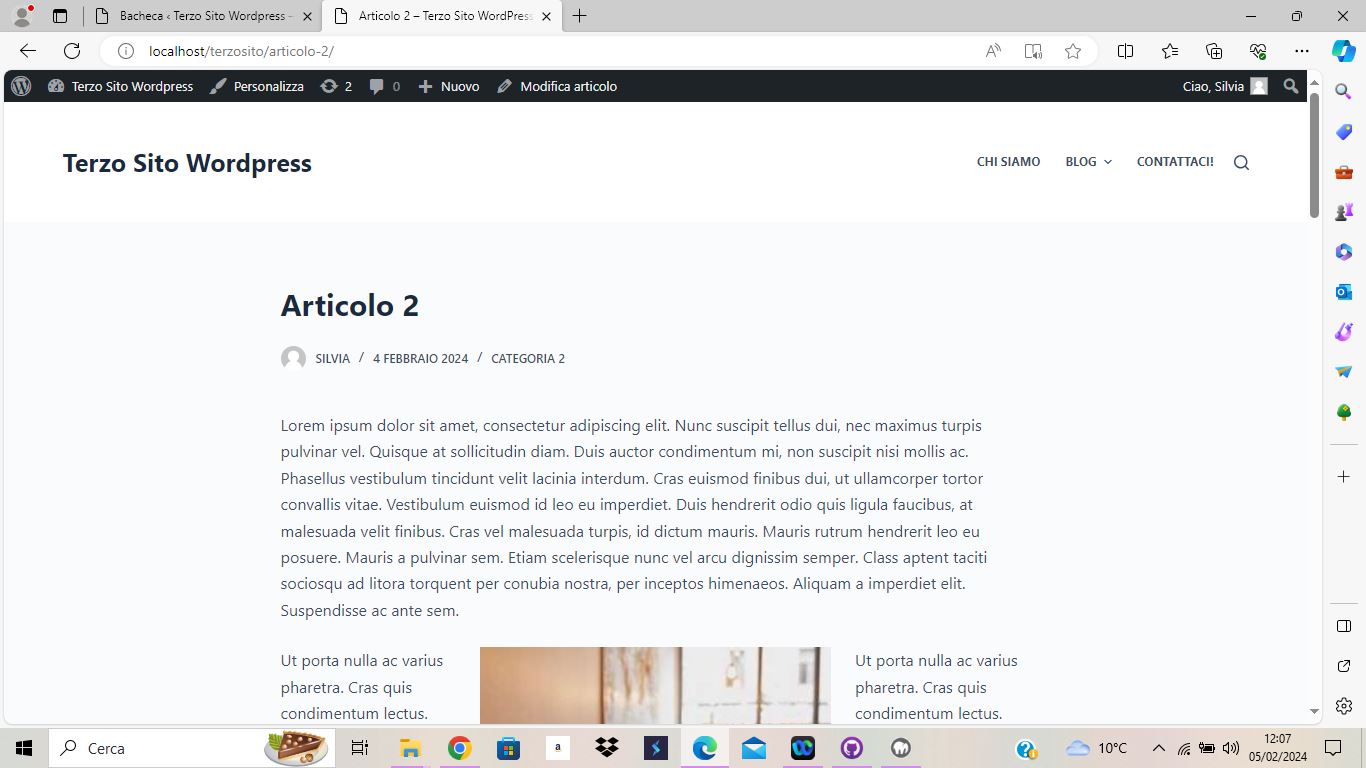 Bacheca ‹ Terzo Sito Wordpress –
Articolo 2 – Terzo Sito WordPress
localhost/terzosito/articolo-2/
Terzo Sito Wordpress Personalizza 2 0 Nuovo Modifica articolo Ciao, Silvia
Terzo Sito Wordpress
CHI SIAMO BLOG CONTATTACI!
Articolo 2
SILVIA / 4 FEBBRAIO 2024 / CATEGORIA 2
Lorem ipsum dolor sit amet, consectetur adipiscing elit. Nunc suscipit tellus dui, nec maximus turpis
pulvinar vel. Quisque at sollicitudin diam. Duis auctor condimentum mi, non suscipit nisi mollis ac.
Phasellus vestibulum tincidunt velit lacinia interdum. Cras euismod finibus dui, ut ullamcorper tortor
convallis vitae. Vestibulum euismod id leo eu imperdiet. Duis hendrerit odio quis ligula faucibus, at
malesuada velit finibus. Cras vel malesuada turpis, id dictum mauris. Mauris rutrum hendrerit leo eu
posuere. Mauris a pulvinar sem. Etiam scelerisque nunc vel arcu dignissim semper. Class aptent taciti
sociosqu ad litora torquent per conubia nostra, per inceptos himenaeos. Aliquam a imperdiet elit.
Suspendisse ac ante sem.
Ut porta nulla ac varius
pharetra. Cras quis
condimentum lectus.
Ut porta nulla ac varius
pharetra. Cras quis
condimentum lectus.
Cerca
a
10°C
12:07
05/02/2024